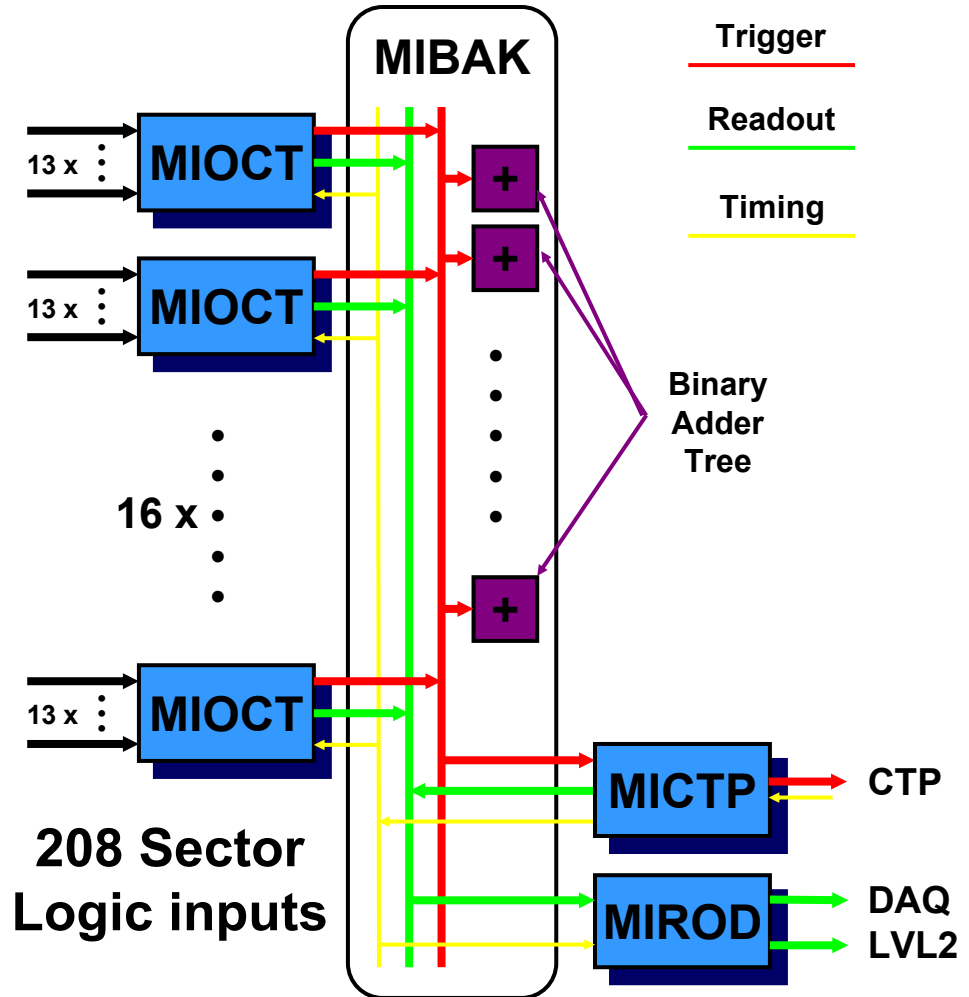 MIBAK
Trigger
Readout
Timing
13 x
MIOCT
+
13 x
MIOCT
+
Binary
Adder
Tree
16 x
+
13 x
MIOCT
MICTP
CTP
208 Sector
Logic inputs
MIROD
DAQ
LVL2